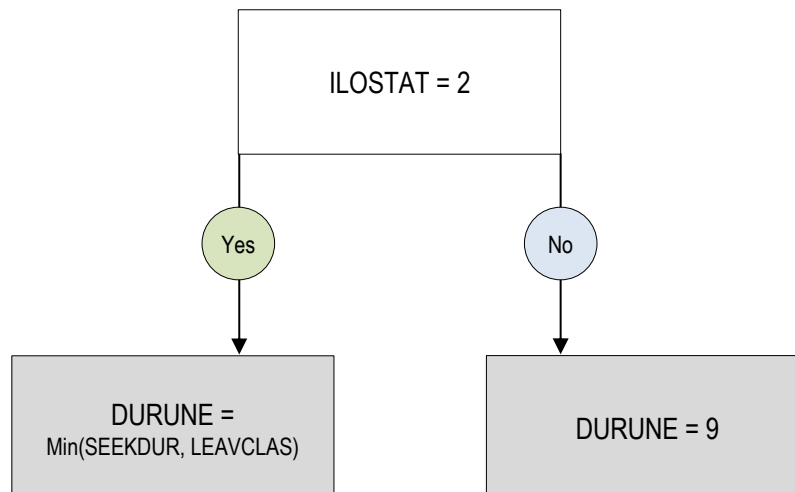 ILOSTAT = 2
Yes
No
DURUNE =
Min(SEEKDUR, LEAVCLAS)
DURUNE = 9